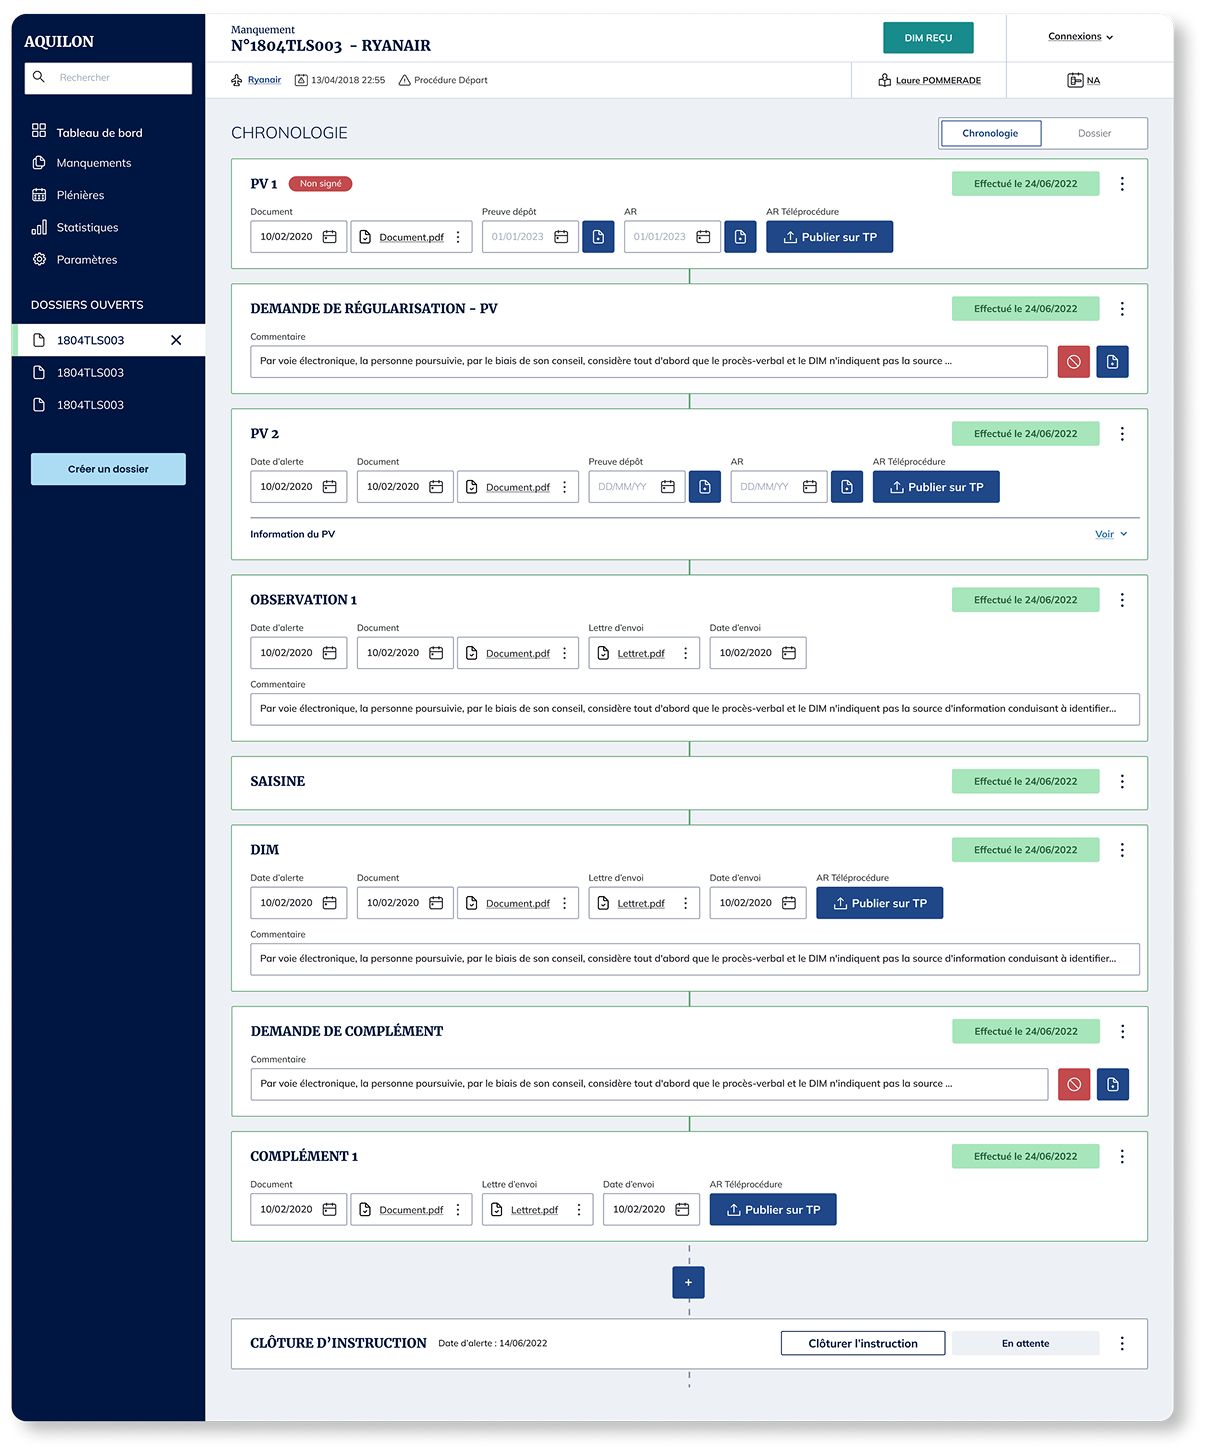 AQUILON
Rechercher
Tableau de bord
Manquements
Plénières
Statistiques
Paramètres
DOSSIERS OUVERTS
1804TLS003
1804TLS003
1804TLS003
Créer un dossier
Manquement
N°1804TLS003 - RYANAIR
DIM REÇU
Connexions
Ryanair 13/04/2018 22:55 Procédure Départ
Laure POMMERADE
NA
CHRONOLOGIE
Chronologie Dossier
PV 1 Non signé Effectué le 24/06/2022
Document Preuve dépôt AR AR Téléprocédure
10/02/2020 Document.pdf 01/01/2023 01/01/2023 Publier sur TP
DEMANDE DE RÉGULARISATION - PV Effectué le 24/06/2022
Commentaire
Par voie électronique, la personne poursuivie, par le biais de son conseil, considère tout d'abord que le procès-verbal et le DIM n'indiquent pas la source ...
PV 2 Effectué le 24/06/2022
Date d'alerte Document Preuve dépôt AR AR Téléprocédure
10/02/2020 10/02/2020 Document.pdf DD/MM/YY DD/MM/YY Publier sur TP
Information du PV Voir
OBSERVATION 1 Effectué le 24/06/2022
Date d'alerte Document Lettre d'envoi Date d'envoi
10/02/2020 10/02/2020 Document.pdf Lettret.pdf 10/02/2020
Commentaire
Par voie électronique, la personne poursuivie, par le biais de son conseil, considère tout d'abord que le procès-verbal et le DIM n'indiquent pas la source d'information conduisant à identifier...
SAISINE Effectué le 24/06/2022
DIM Effectué le 24/06/2022
Date d'alerte Document Lettre d'envoi Date d'envoi AR Téléprocédure
10/02/2020 10/02/2020 Document.pdf Lettret.pdf 10/02/2020 Publier sur TP
Commentaire
Par voie électronique, la personne poursuivie, par le biais de son conseil, considère tout d'abord que le procès-verbal et le DIM n'indiquent pas la source d'information conduisant à identifier...
DEMANDE DE COMPLÉMENT Effectué le 24/06/2022
Commentaire
Par voie électronique, la personne poursuivie, par le biais de son conseil, considère tout d'abord que le procès-verbal et le DIM n'indiquent pas la source ...
COMPLÉMENT 1 Effectué le 24/06/2022
Document Lettre d'envoi Date d'envoi AR Téléprocédure
10/02/2020 Document.pdf Lettret.pdf 10/02/2020 Publier sur TP
+
CLÔTURE D'INSTRUCTION Date d'alerte : 14/06/2022 Clôturer l'instruction En attente